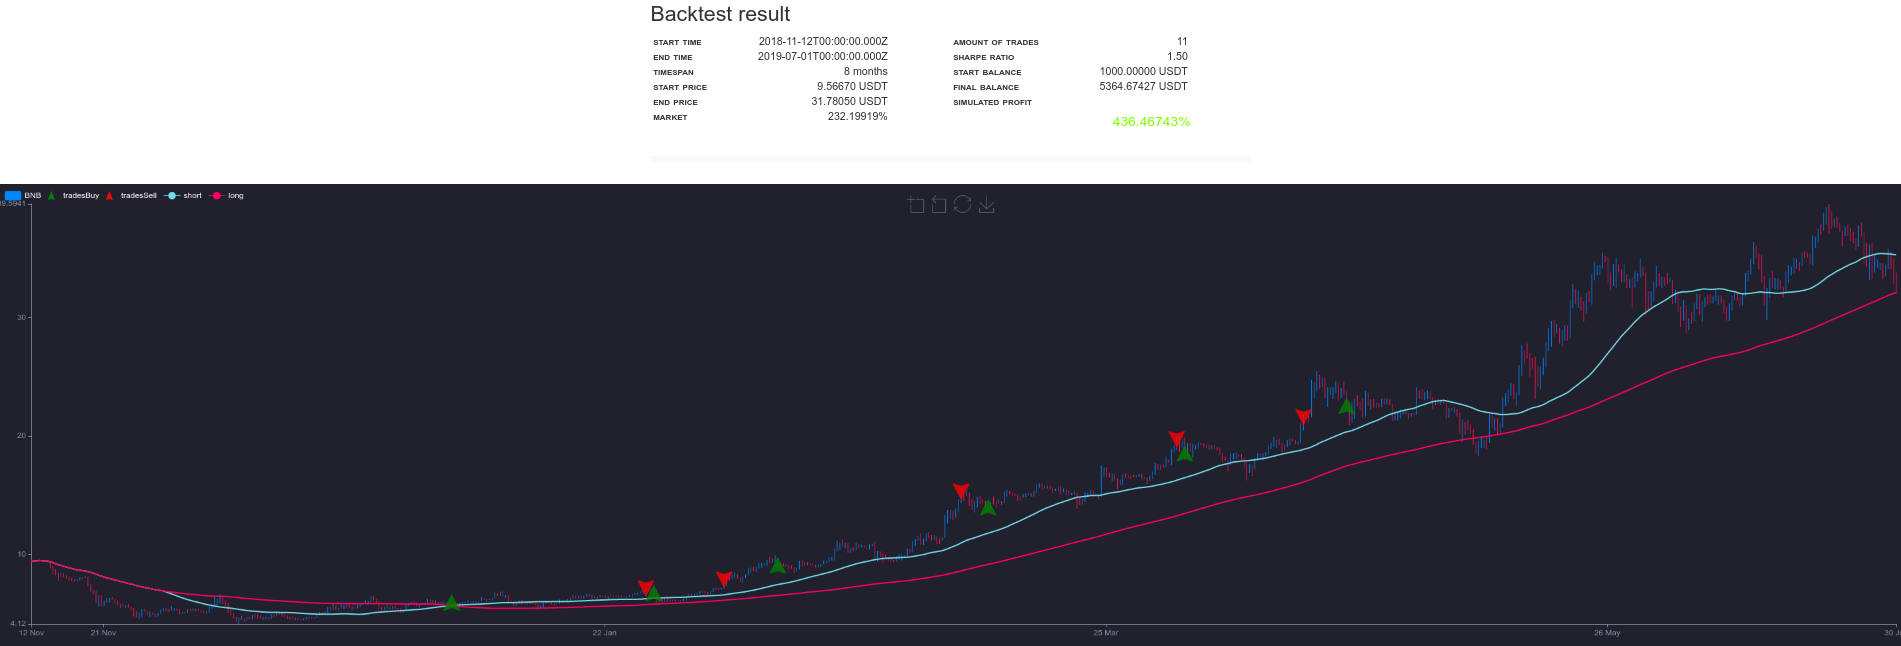 Backtest result
START TIME 2018-11-12T00:00:00.000Z
END TIME 2019-07-01T00:00:00.000Z
TIMESPAN 8 months
START PRICE 9.56670 USDT
END PRICE 31.78050 USDT
MARKET 232.19919%
AMOUNT OF TRADES 11
SHARPE RATIO 1.50
START BALANCE 1000.00000 USDT
FINAL BALANCE 5364.67427 USDT
SIMULATED PROFIT
436.46743%
BNB tradesBuy tradesSell short long
9.5941
30
20
10
4.12
12 Nov 21 Nov 22 Jan 25 Mar 26 May 30